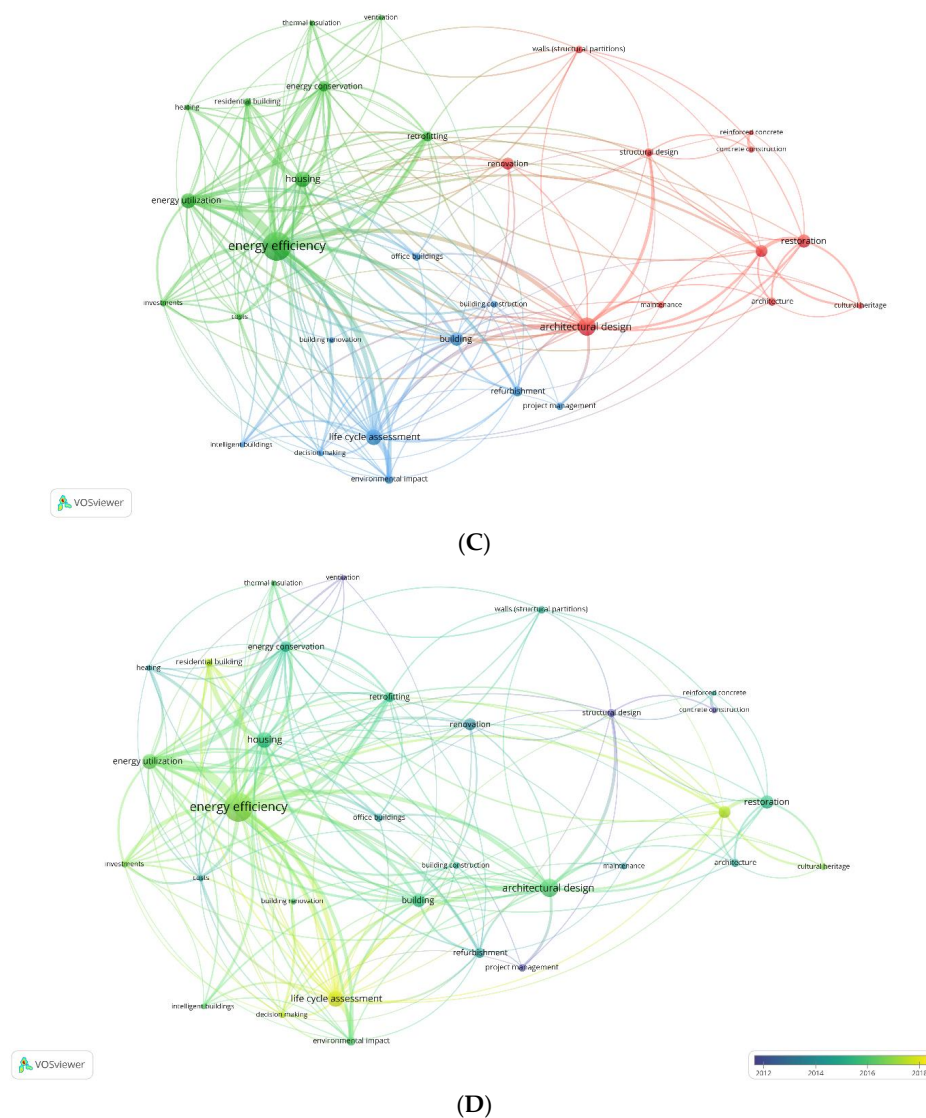 thermal insulation
ventilation
walls (structural partitions)
energy conservation
heating
residential building
reinforced concrete
retrofitting
concrete construction
structural design
renovation
housing
energy utilization
energy efficiency
restoration
office buildings
investments
building construction
maintenance
architecture
cultural heritage
costs
architectural design
building renovation
building
refurbishment
project management
life cycle assessment
intelligent buildings
decision making
environmental impact
VOSviewer
(C)
thermal insulation
ventilation
walls (structural partitions)
energy conservation
heating
residential building
reinforced concrete
retrofitting
concrete construction
structural design
renovation
housing
energy utilization
restoration
energy efficiency
office buildings
investments
building construction
maintenance
architecture
cultural heritage
costs
architectural design
building renovation
building
refurbishment
project management
life cycle assessment
intelligent buildings
decision making
environmental impact
VOSviewer
2012 2014 2016 2018
(D)